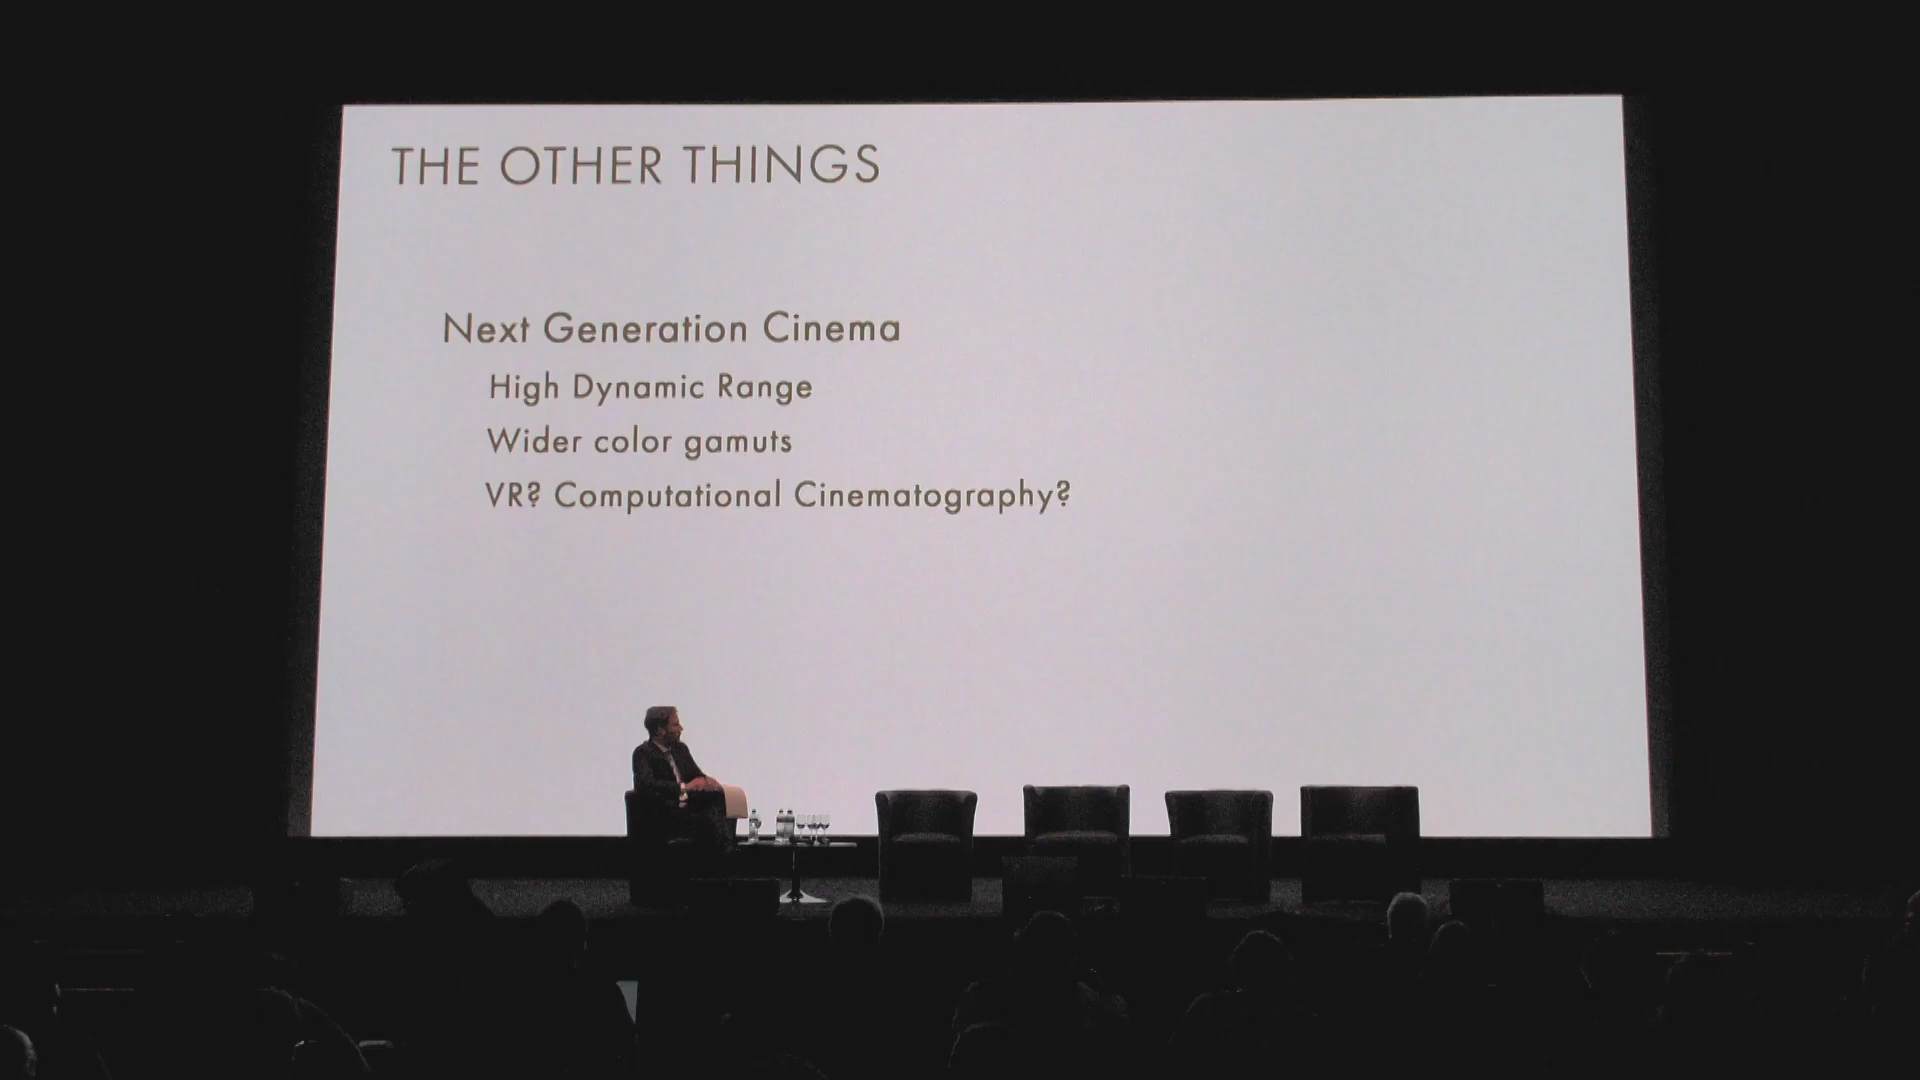 THE OTHER THINGS
Next Generation Cinema
High Dynamic Range
Wider color gamuts
VR? Computational Cinematography?